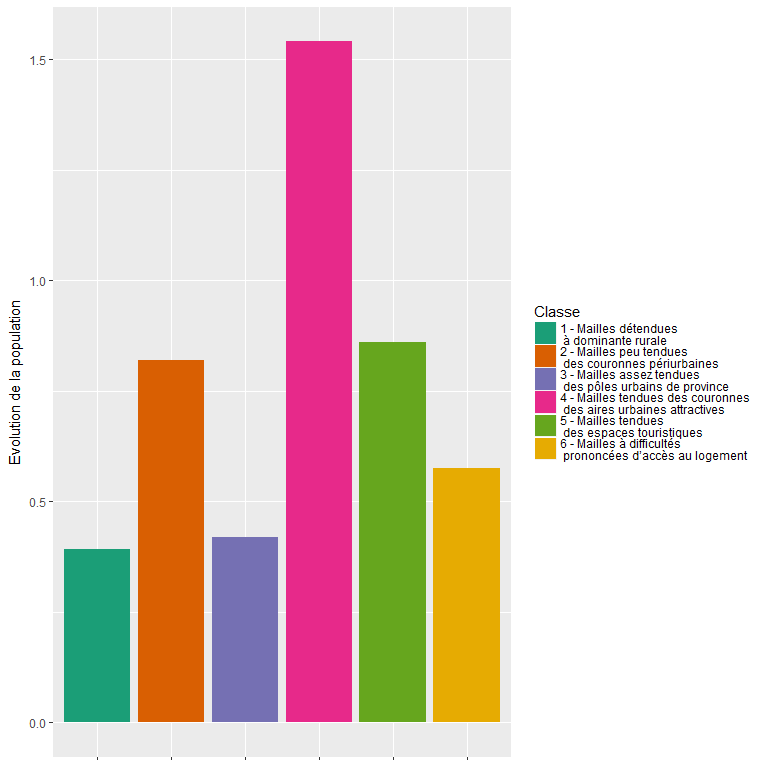 Evolution de la population
1.5
1.0
0.5
0.0
Classe
1 - Mailles détendues
à dominante rurale
2 - Mailles peu tendues
des couronnes périurbaines
3 - Mailles assez tendues
des pôles urbains de province
4 - Mailles tendues des couronnes
des aires urbaines attractives
5 - Mailles tendues
des espaces touristiques
6 - Mailles à difficultés
prononcées d'accès au logement